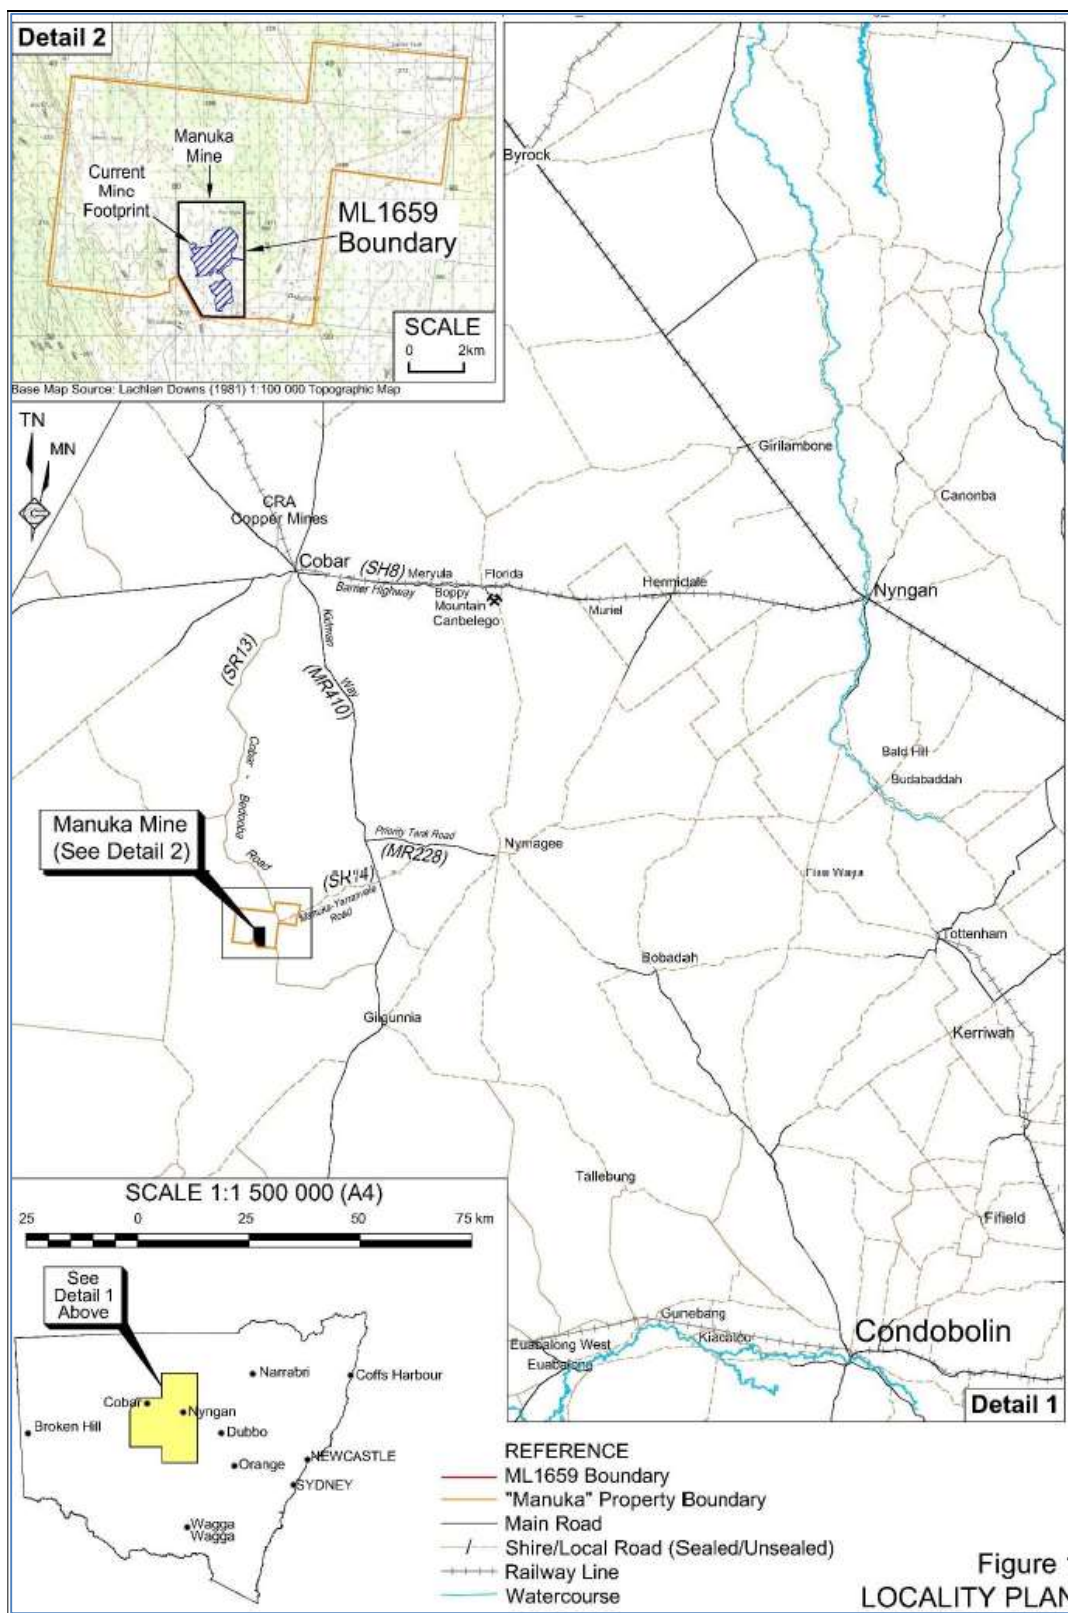 Detail 2
Manuka
Mine
Current
Mine
Footprint
ML1659
Boundary
SCALE
0 2km
Base Map Source: Lachlan Downs (1981) 1:100 000 Topographic Map
TN
MN
Byrock
Girilambone
Canonba
CRA
Copper Mines
Cobar
(SH8)
Barrier Highway
Meryula
Florida
Boppy
Mountain
Canbelego
Hermidale
Muriel
Nyngan
Kidman
Way
(MR410)
(SR13)
Cobar -
Bedooba
Road
Bald Hill
Budabaddah
Manuka Mine
(See Detail 2)
Priority Tank Road
(MR228)
Nymagee
(SR14)
Manuka-Yarranvale
Road
Five Ways
Tottenham
Bobadah
Gilgunnia
Kerriwah
Tallebung
Fifield
Gunebang
Kiacatoo
Euabalong West
Euabalong
Condobolin
Detail 1
SCALE 1:1 500 000 (A4)
25 0 25 50 75 km
See
Detail 1
Above
Narrabri
Coffs Harbour
Cobar
Nyngan
Broken Hill
Dubbo
Orange
NEWCASTLE
SYDNEY
Wagga
Wagga
REFERENCE
ML1659 Boundary
"Manuka" Property Boundary
Main Road
Shire/Local Road (Sealed/Unsealed)
Railway Line
Watercourse
Figure 1
LOCALITY PLAN